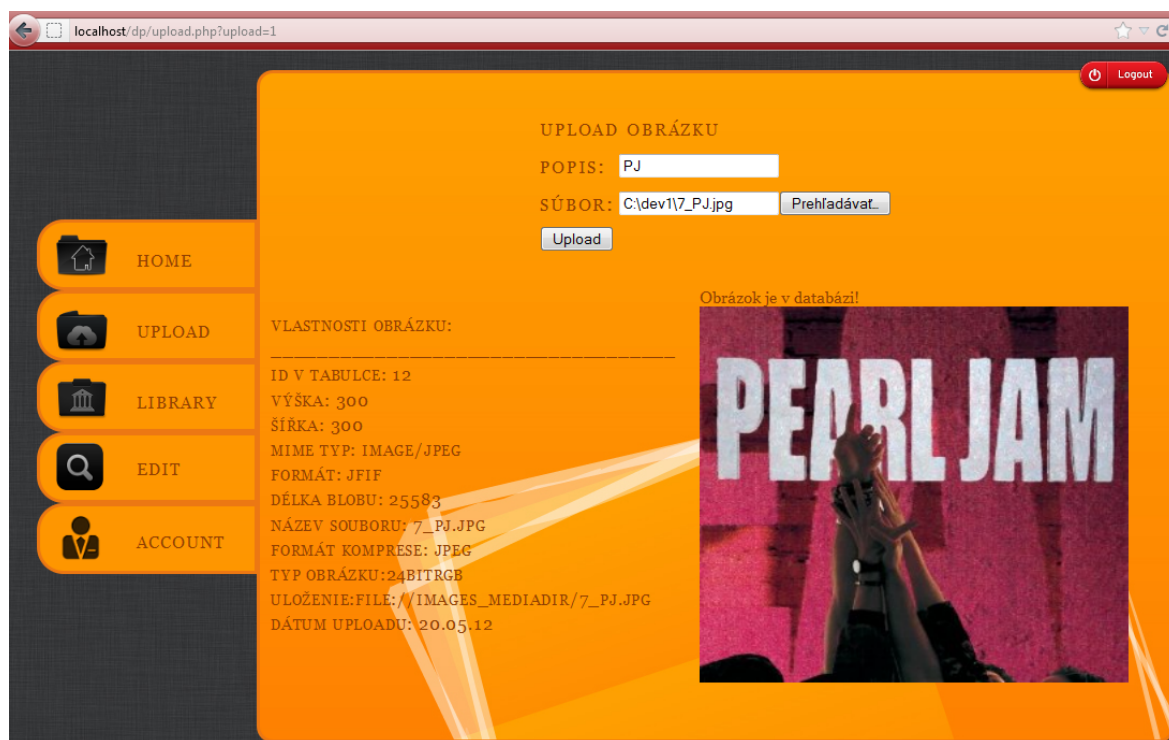 localhost/dp/upload.php?upload=1
Logout
UPLOAD OBRÁZKU
POPIS: PJ
SÚBOR: C:\dev1\7_PJ.jpg Prehľadávať...
Upload
HOME
UPLOAD
LIBRARY
EDIT
ACCOUNT
Obrázok je v databázi!
VLASTNOSTI OBRÁZKU:
___________________________________
ID V TABULCE: 12
VÝŠKA: 300
ŠÍŘKA: 300
MIME TYP: IMAGE/JPEG
FORMÁT: JFIF
DÉLKA BLOBU: 25583
NÁZEV SOUBORU: 7_PJ.JPG
FORMÁT KOMPRESE: JPEG
TYP OBRÁZKU:24BITRGB
ULOŽENIE:FILE://IMAGES_MEDIADIR/7_PJ.JPG
DÁTUM UPLOADU: 20.05.12
PEARL JAM